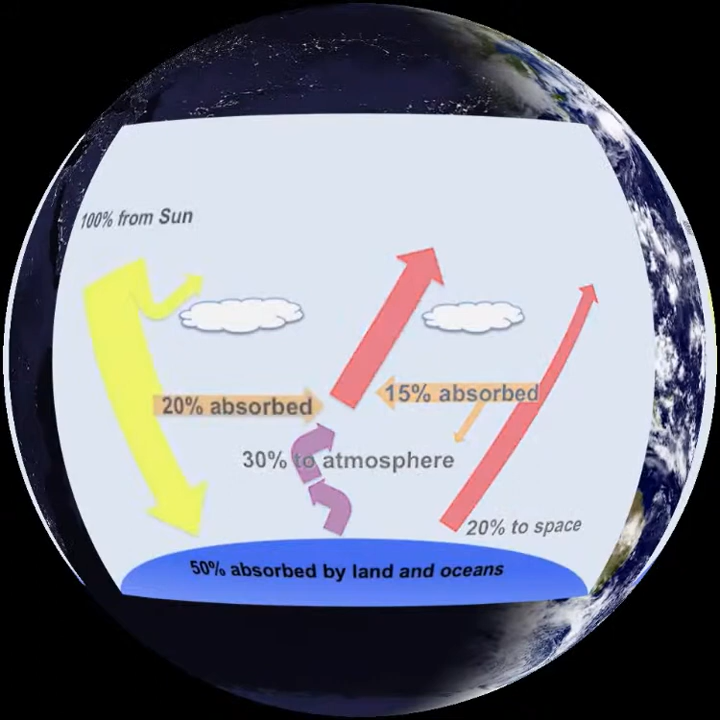 100% from Sun
20% absorbed
15% absorbed
30% to atmosphere
20% to space
50% absorbed by land and oceans